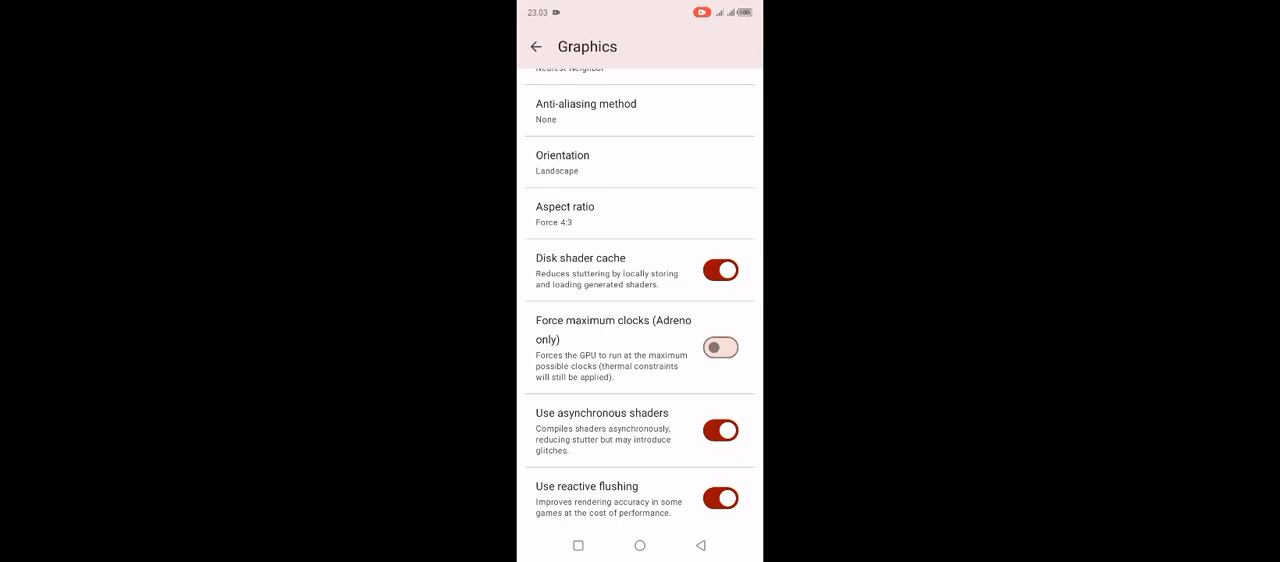 23.03
Graphics
Nearest Neighbor
Anti-aliasing method
None
Orientation
Landscape
Aspect ratio
Force 4:3
Disk shader cache
Reduces stuttering by locally storing
and loading generated shaders.
Force maximum clocks (Adreno
only)
Forces the GPU to run at the maximum
possible clocks (thermal constraints
will still be applied).
Use asynchronous shaders
Compiles shaders asynchronously,
reducing stutter but may introduce
glitches.
Use reactive flushing
Improves rendering accuracy in some
games at the cost of performance.